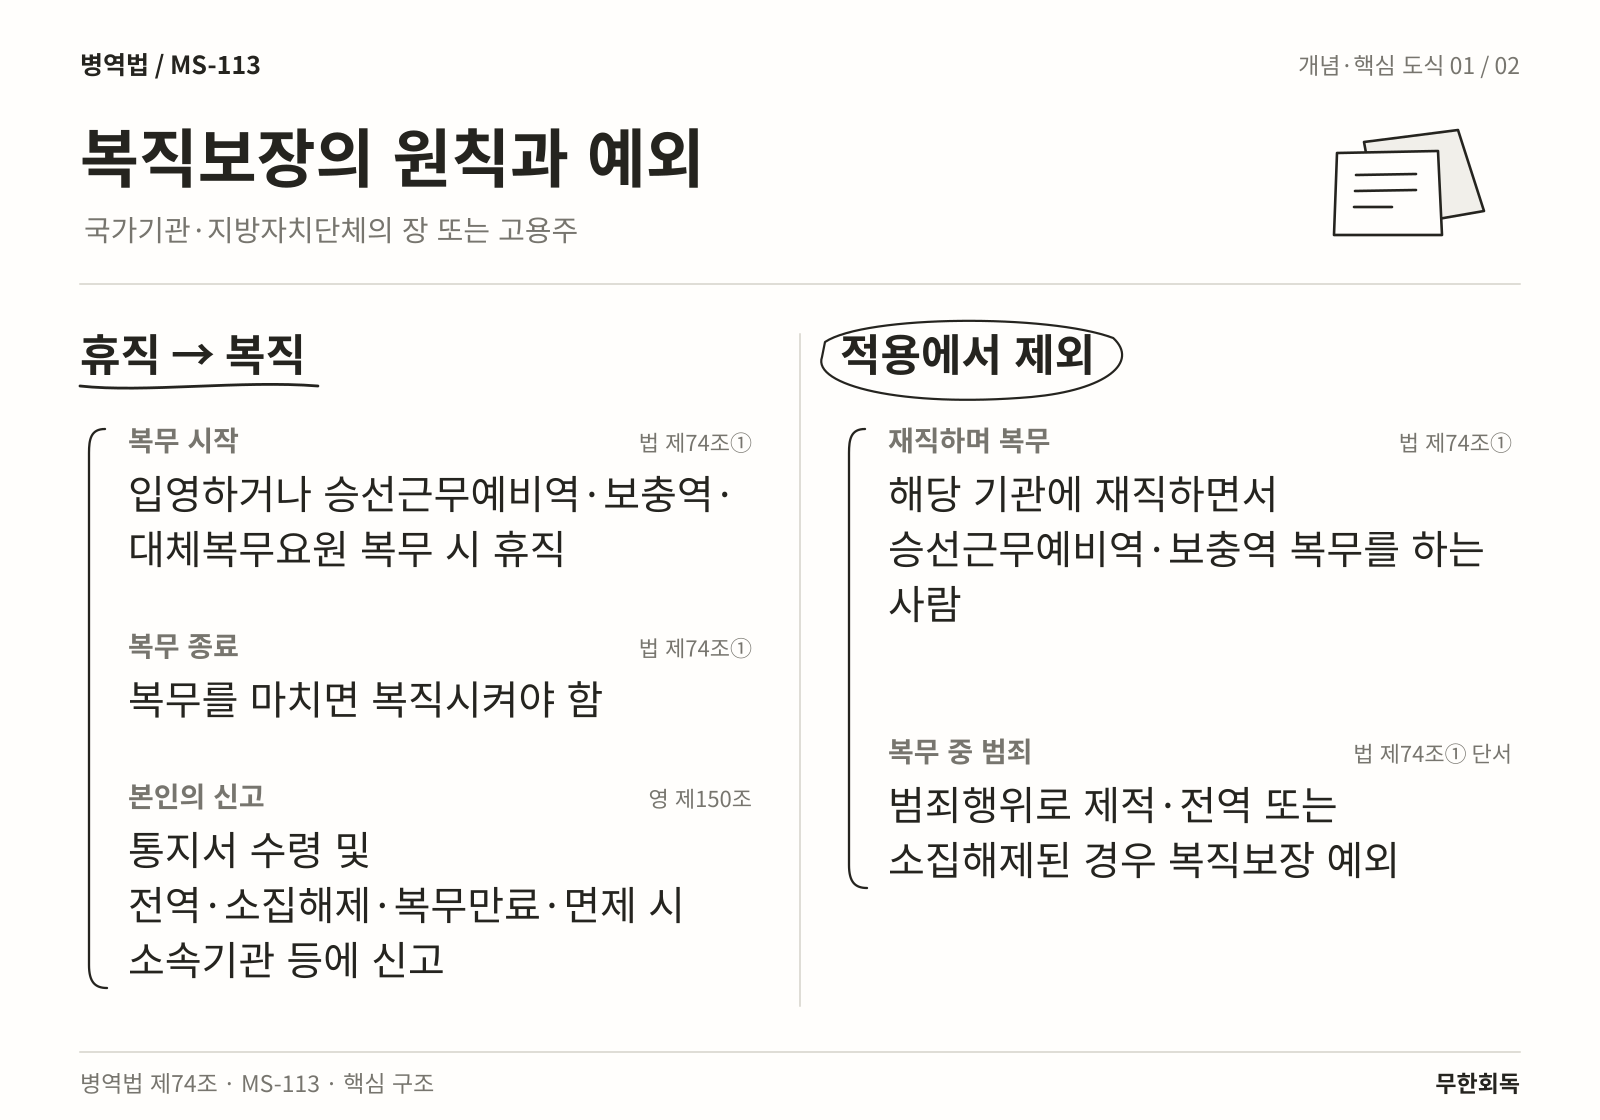 병역법 / MS-113
개념·핵심 도식 01 / 02
복직보장의 원칙과 예외
국가기관·지방자치단체의 장 또는 고용주
휴직 → 복직
복무 시작
법 제74조①
입영하거나 승선근무예비역·보충역·
대체복무요원 복무 시 휴직
복무 종료
법 제74조①
복무를 마치면 복직시켜야 함
본인의 신고
영 제150조
통지서 수령 및
전역·소집해제·복무만료·면제 시
소속기관 등에 신고
적용에서 제외
재직하며 복무
법 제74조①
해당 기관에 재직하면서
승선근무예비역·보충역 복무를 하는
사람
복무 중 범죄
법 제74조① 단서
범죄행위로 제적·전역 또는
소집해제된 경우 복직보장 예외
병역법 제74조 · MS-113 · 핵심 구조
무한회독